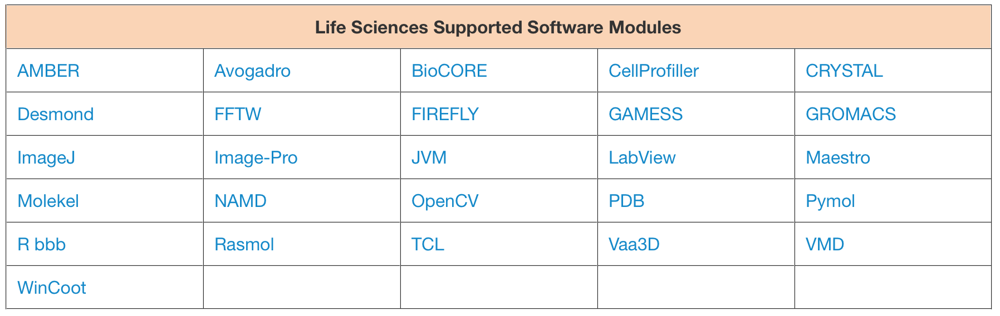 Life Sciences Supported Software Modules
AMBER Avogadro BioCORE CellProfiller CRYSTAL
Desmond FFTW FIREFLY GAMESS GROMACS
ImageJ Image-Pro JVM LabView Maestro
Molekel NAMD OpenCV PDB Pymol
R bbb Rasmol TCL Vaa3D VMD
WinCoot